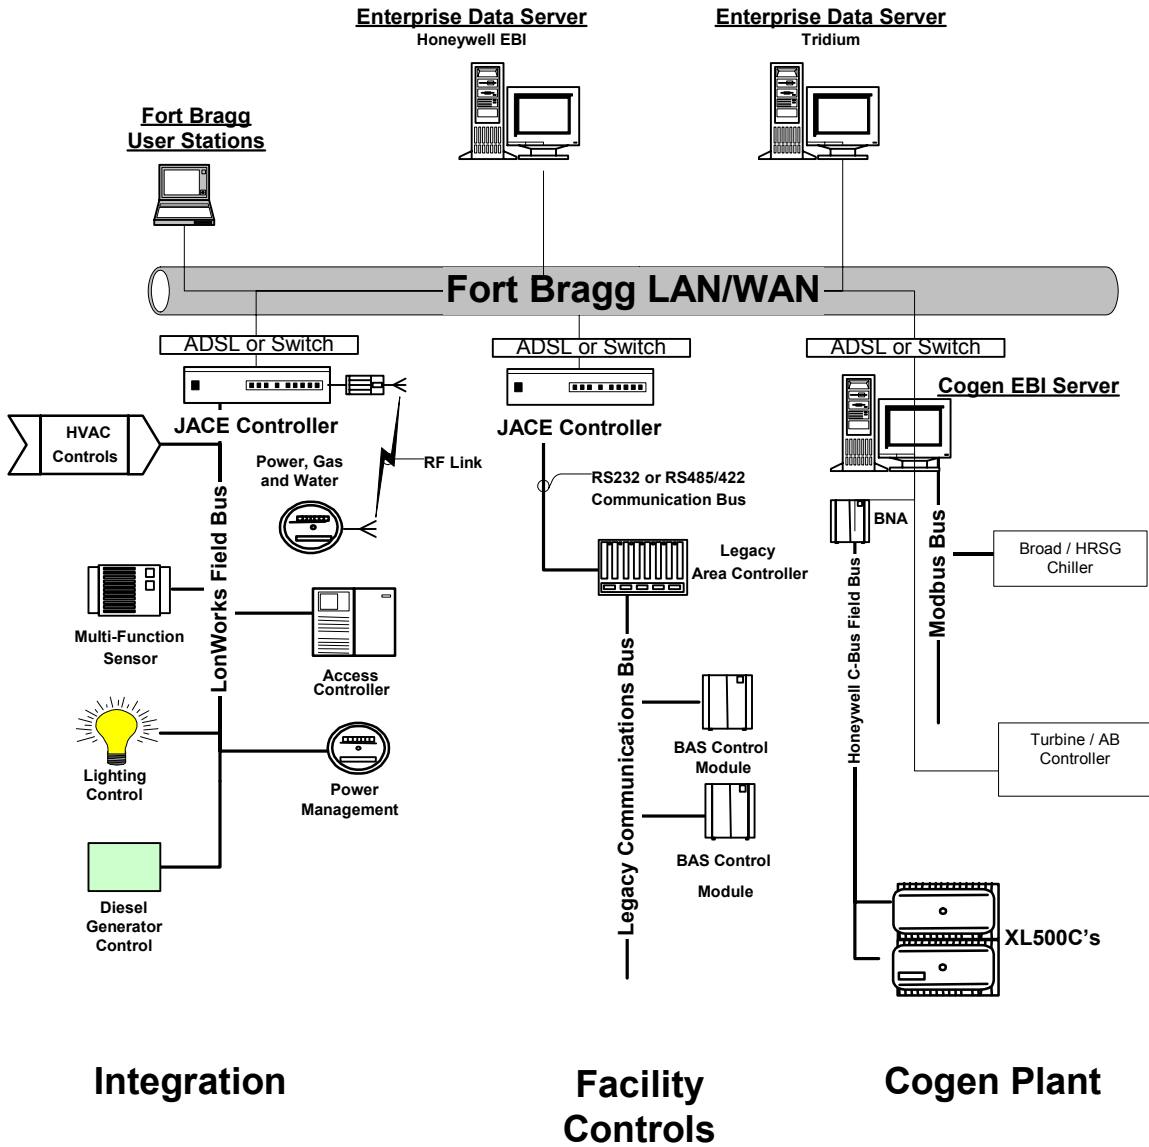 Enterprise Data Server
Honeywell EBI
Enterprise Data Server
Tridium
Fort Bragg
User Stations
Fort Bragg LAN/WAN
ADSL or Switch
ADSL or Switch
ADSL or Switch
JACE Controller
HVAC
Controls
Power, Gas
and Water
RF Link
LonWorks Field Bus
Multi-Function
Sensor
Access
Controller
Lighting
Control
Power
Management
Diesel
Generator
Control
JACE Controller
RS232 or RS485/422
Communication Bus
Legacy
Area Controller
Legacy Communications Bus
BAS Control
Module
BAS Control
Module
Cogen EBI Server
BNA
Honeywell C-Bus Field Bus
Modbus Bus
Broad / HRSG
Chiller
Turbine / AB
Controller
XL500C's
Integration
Facility
Controls
Cogen Plant